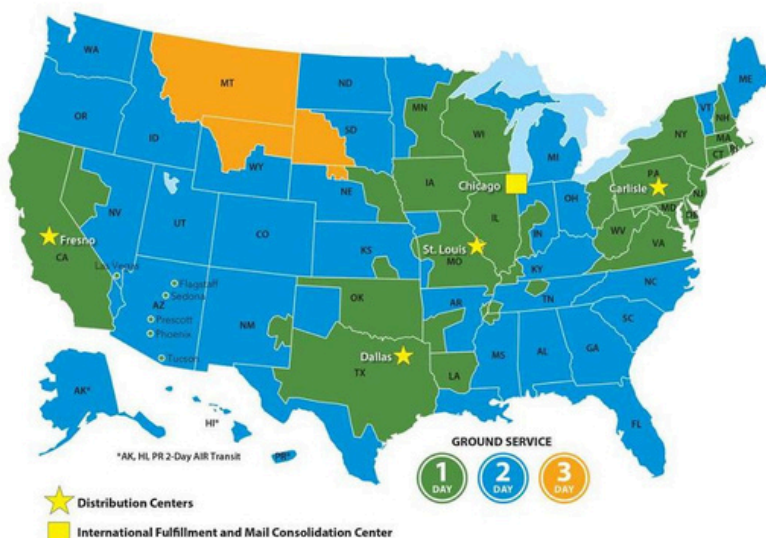 WA
MT
ND
MN
ME
VT
NH
OR
ID
SD
WI
NY
MA
CT
RI
WY
MI
IA
Chicago
PA
Carlisle
NJ
NE
OH
MD
DE
NV
UT
IL
IN
WV
Fresno
CO
St. Louis
VA
CA
KS
MO
KY
Las Vegas
Flagstaff
NC
Sedona
OK
TN
AZ
AR
Prescott
NM
SC
Phoenix
Dallas
MS
AL
GA
Tucson
TX
LA
AK*
HI*
FL
GROUND SERVICE
*AK, HI, PR 2-Day AIR Transit
PR*
1
DAY
2
DAY
3
DAY
Distribution Centers
International Fulfillment and Mail Consolidation Center